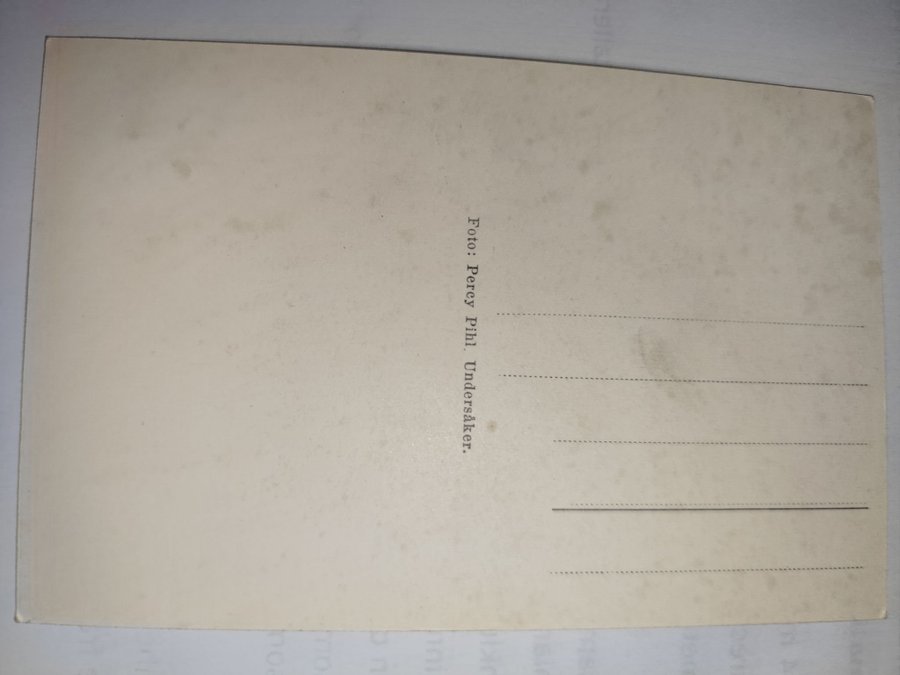 Foto: Percy Pihl. Undersåker.